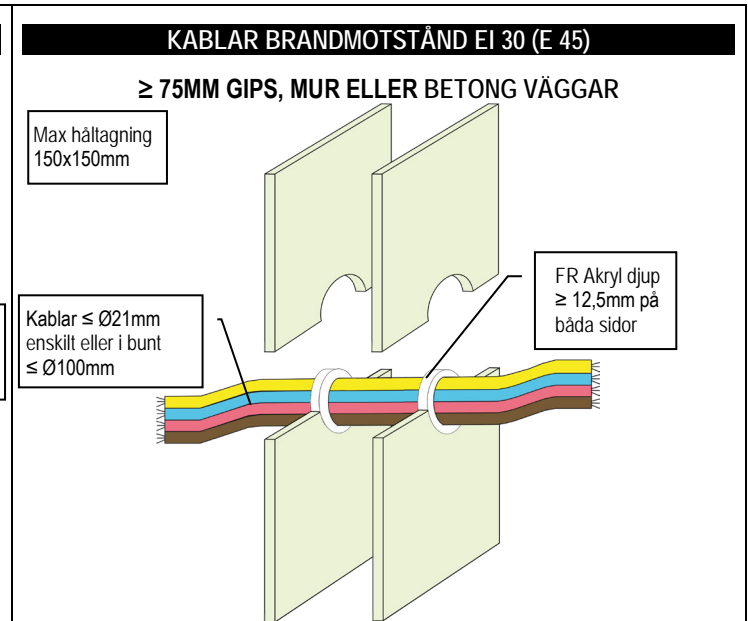 KABLAR BRANDMOTSTÅND EI 30 (E 45)
≥ 75MM GIPS, MUR ELLER BETONG VÄGGAR
Max håltagning
150x150mm
FR Akryl djup
≥ 12,5mm på
båda sidor
Kablar ≤ Ø21mm
enskilt eller i bunt
≤ Ø100mm